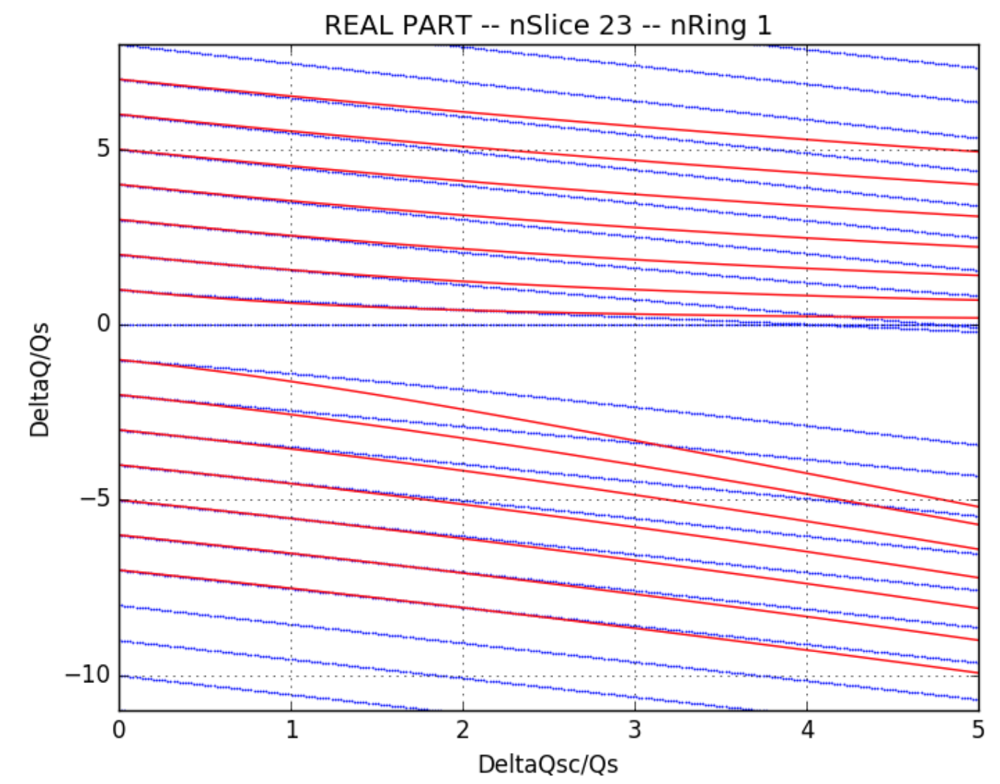 REAL PART -- nSlice 23 -- nRing 1
DeltaQ/Qs
5
0
−5
−10
0 1 2 3 4 5
DeltaQsc/Qs